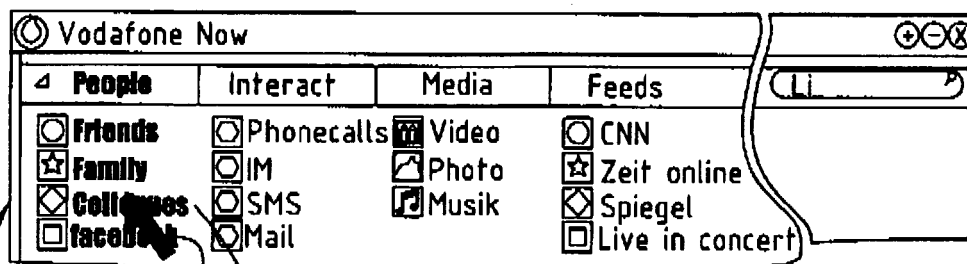 Vodafone Now
People Interact Media Feeds Li
Friends Phonecalls Video CNN
Family IM Photo Zeit online
SMS Musik Spiegel
facebook Mail Live in concert